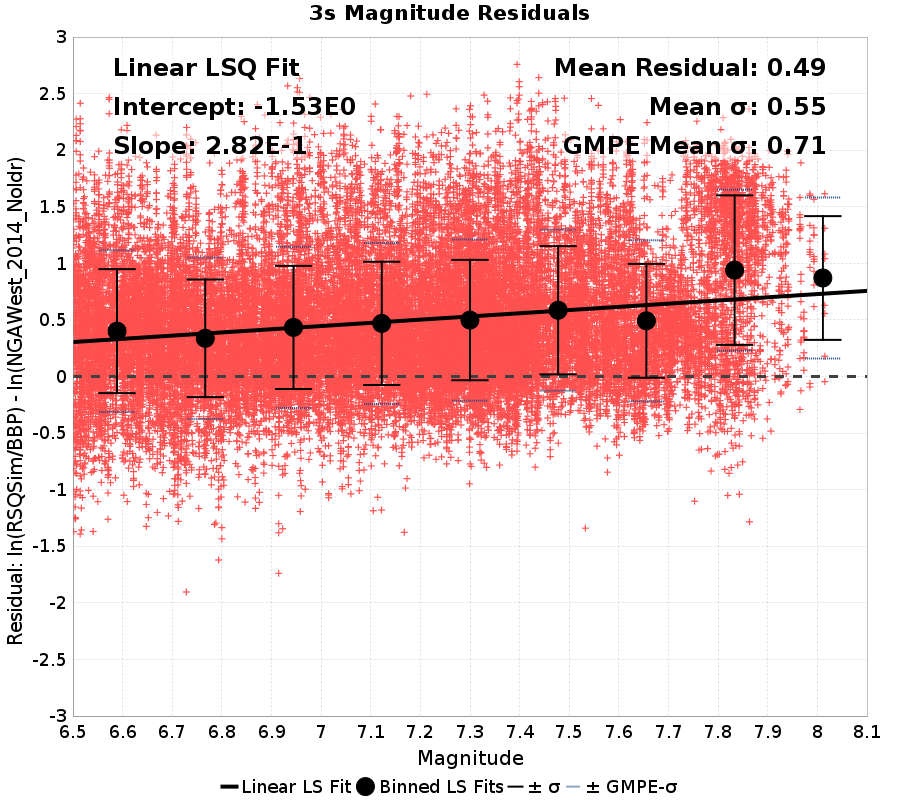 3s Magnitude Residuals
Linear LSQ Fit
Intercept: -1.53E0
Slope: 2.82E-1
Mean Residual: 0.49
Mean σ: 0.55
GMPE Mean σ: 0.71
Residual: ln(RSQSim/BBP) - ln(NGAWest_2014_NoIdr)
3
2.5
2
1.5
1
0.5
0
-0.5
-1
-1.5
-2
-2.5
-3
6.5 6.6 6.7 6.8 6.9 7 7.1 7.2 7.3 7.4 7.5 7.6 7.7 7.8 7.9 8 8.1
Magnitude
Linear LS Fit Binned LS Fits ± σ ± GMPE-σ